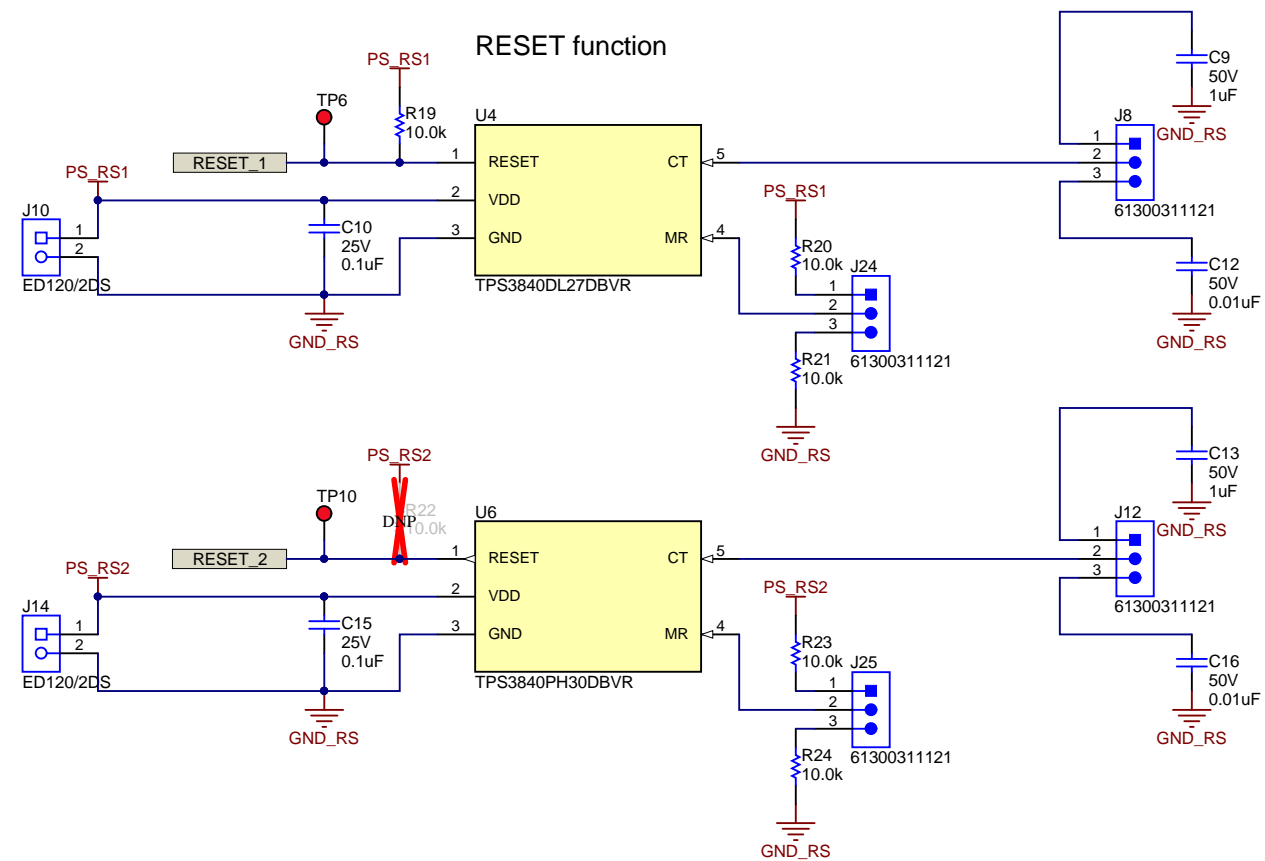 RESET function
PS_RS1
C9
50V
1uF
TP6
R19
10.0k
U4
J8
GND_RS
RESET_1
1
RESET
CT
5
1
2
3
PS_RS1
2
VDD
PS_RS1
61300311121
J10
1
2
C10
25V
0.1uF
3
GND
MR
4
R20
10.0k
J24
C12
50V
0.01uF
ED120/2DS
TPS3840DL27DBVR
1
2
3
GND_RS
GND_RS
R21
10.0k
61300311121
GND_RS
PS_RS2
C13
50V
1uF
TP10
R22
10.0k
DNP
U6
J12
GND_RS
RESET_2
1
RESET
CT
5
1
2
3
PS_RS2
2
VDD
PS_RS2
61300311121
J14
1
2
C15
25V
0.1uF
3
GND
MR
4
R23
10.0k
J25
C16
50V
0.01uF
ED120/2DS
TPS3840PH30DBVR
1
2
3
GND_RS
GND_RS
R24
10.0k
61300311121
GND_RS